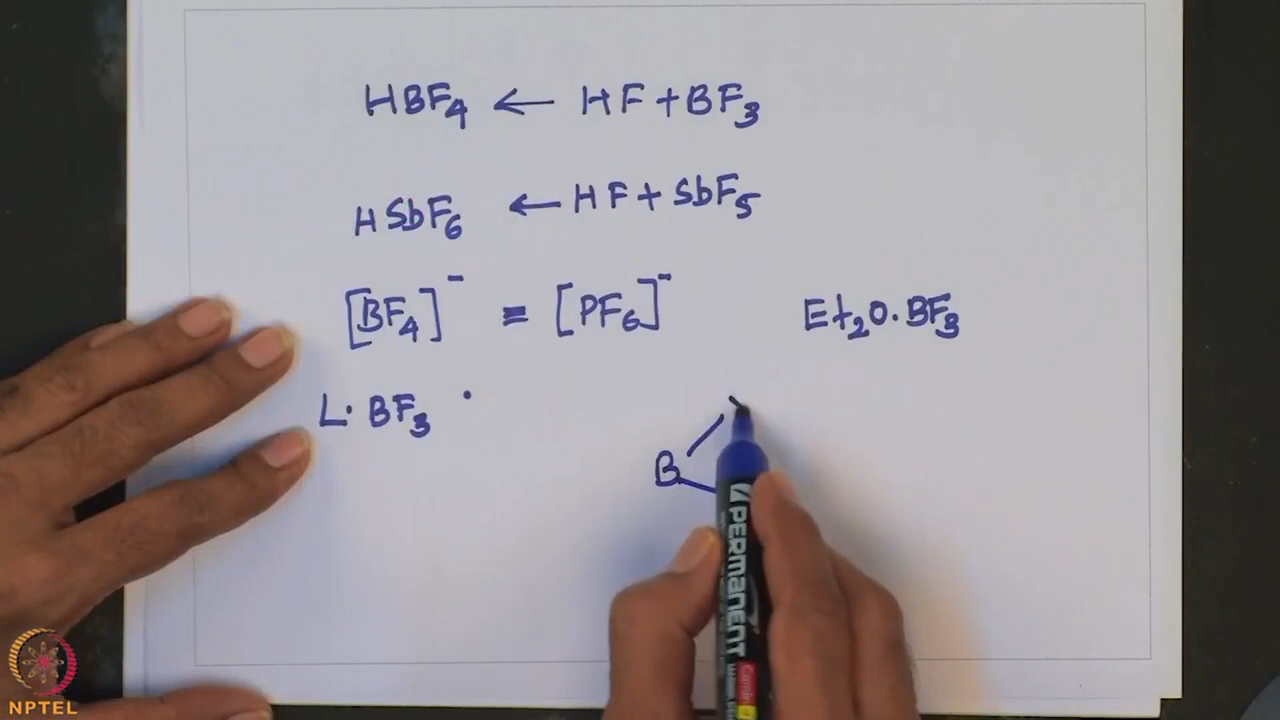 HBF₄ ← HF + BF₃
HSbF₆ ← HF + SbF₅
[BF₄]⁻ ≡ [PF₆]⁻ Et₂O·BF₃
L· BF₃ ·
B
PERMANENT
NPTEL